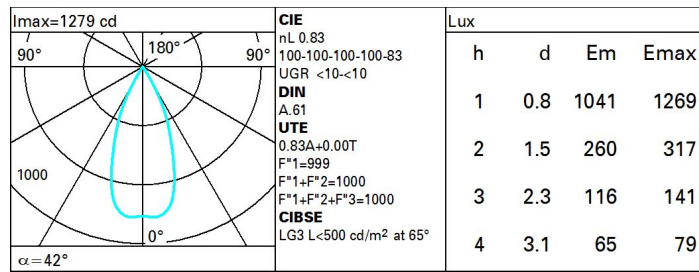 Imax=1279 cd
90° 180° 90°
1000
0°
α=42°
CIE
nL 0.83
100-100-100-100-83
UGR <10-<10
DIN
A.61
UTE
0.83A+0.00T
F"1=999
F"1+F"2=1000
F"1+F"2+F"3=1000
CIBSE
LG3 L<500 cd/m² at 65°
Lux
h d Em Emax
1 0.8 1041 1269
2 1.5 260 317
3 2.3 116 141
4 3.1 65 79